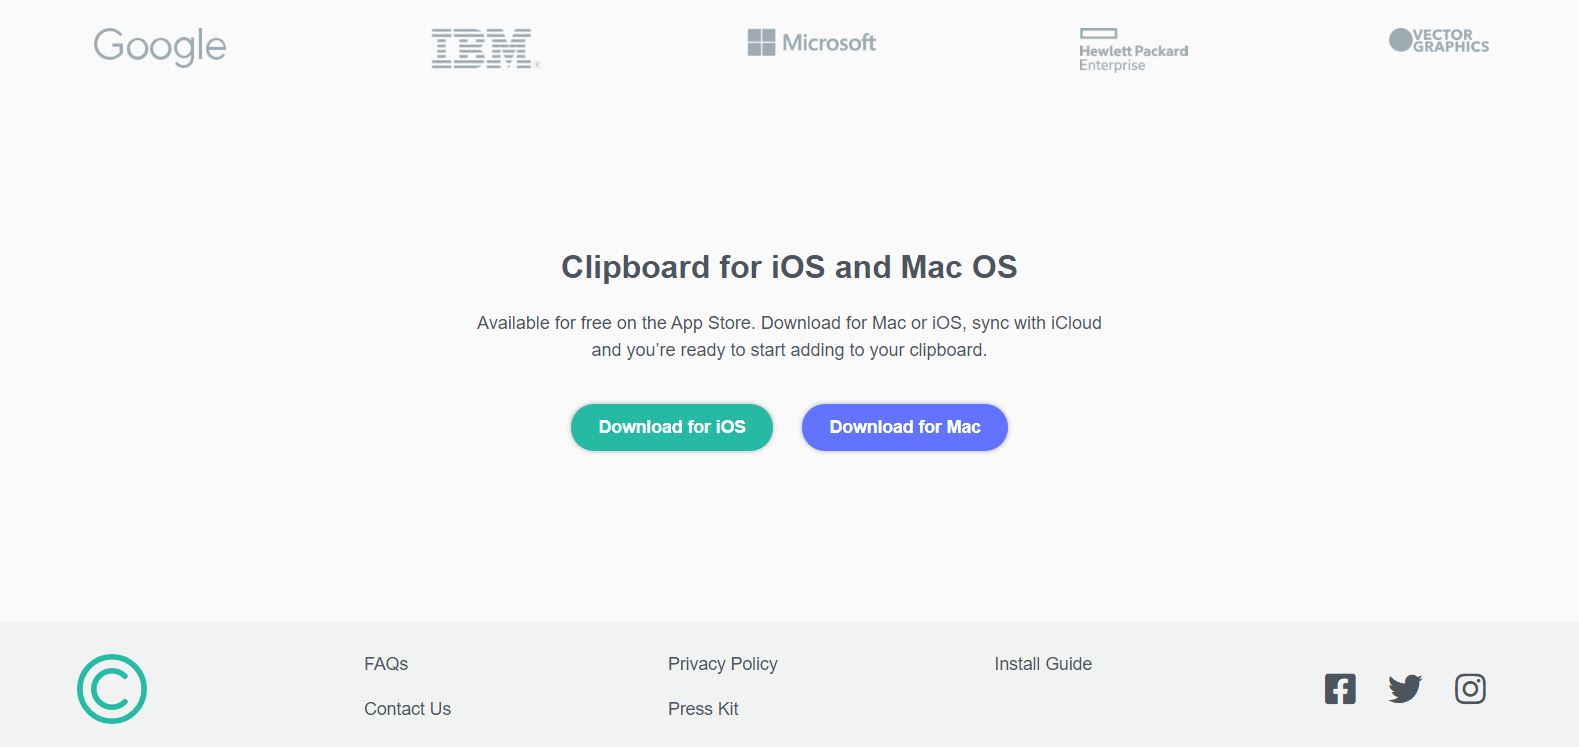 Google
IBM
Microsoft
Hewlett Packard
Enterprise
VECTOR
GRAPHICS
Clipboard for iOS and Mac OS
Available for free on the App Store. Download for Mac or iOS, sync with iCloud
and you’re ready to start adding to your clipboard.
Download for iOS
Download for Mac
FAQs
Contact Us
Privacy Policy
Press Kit
Install Guide